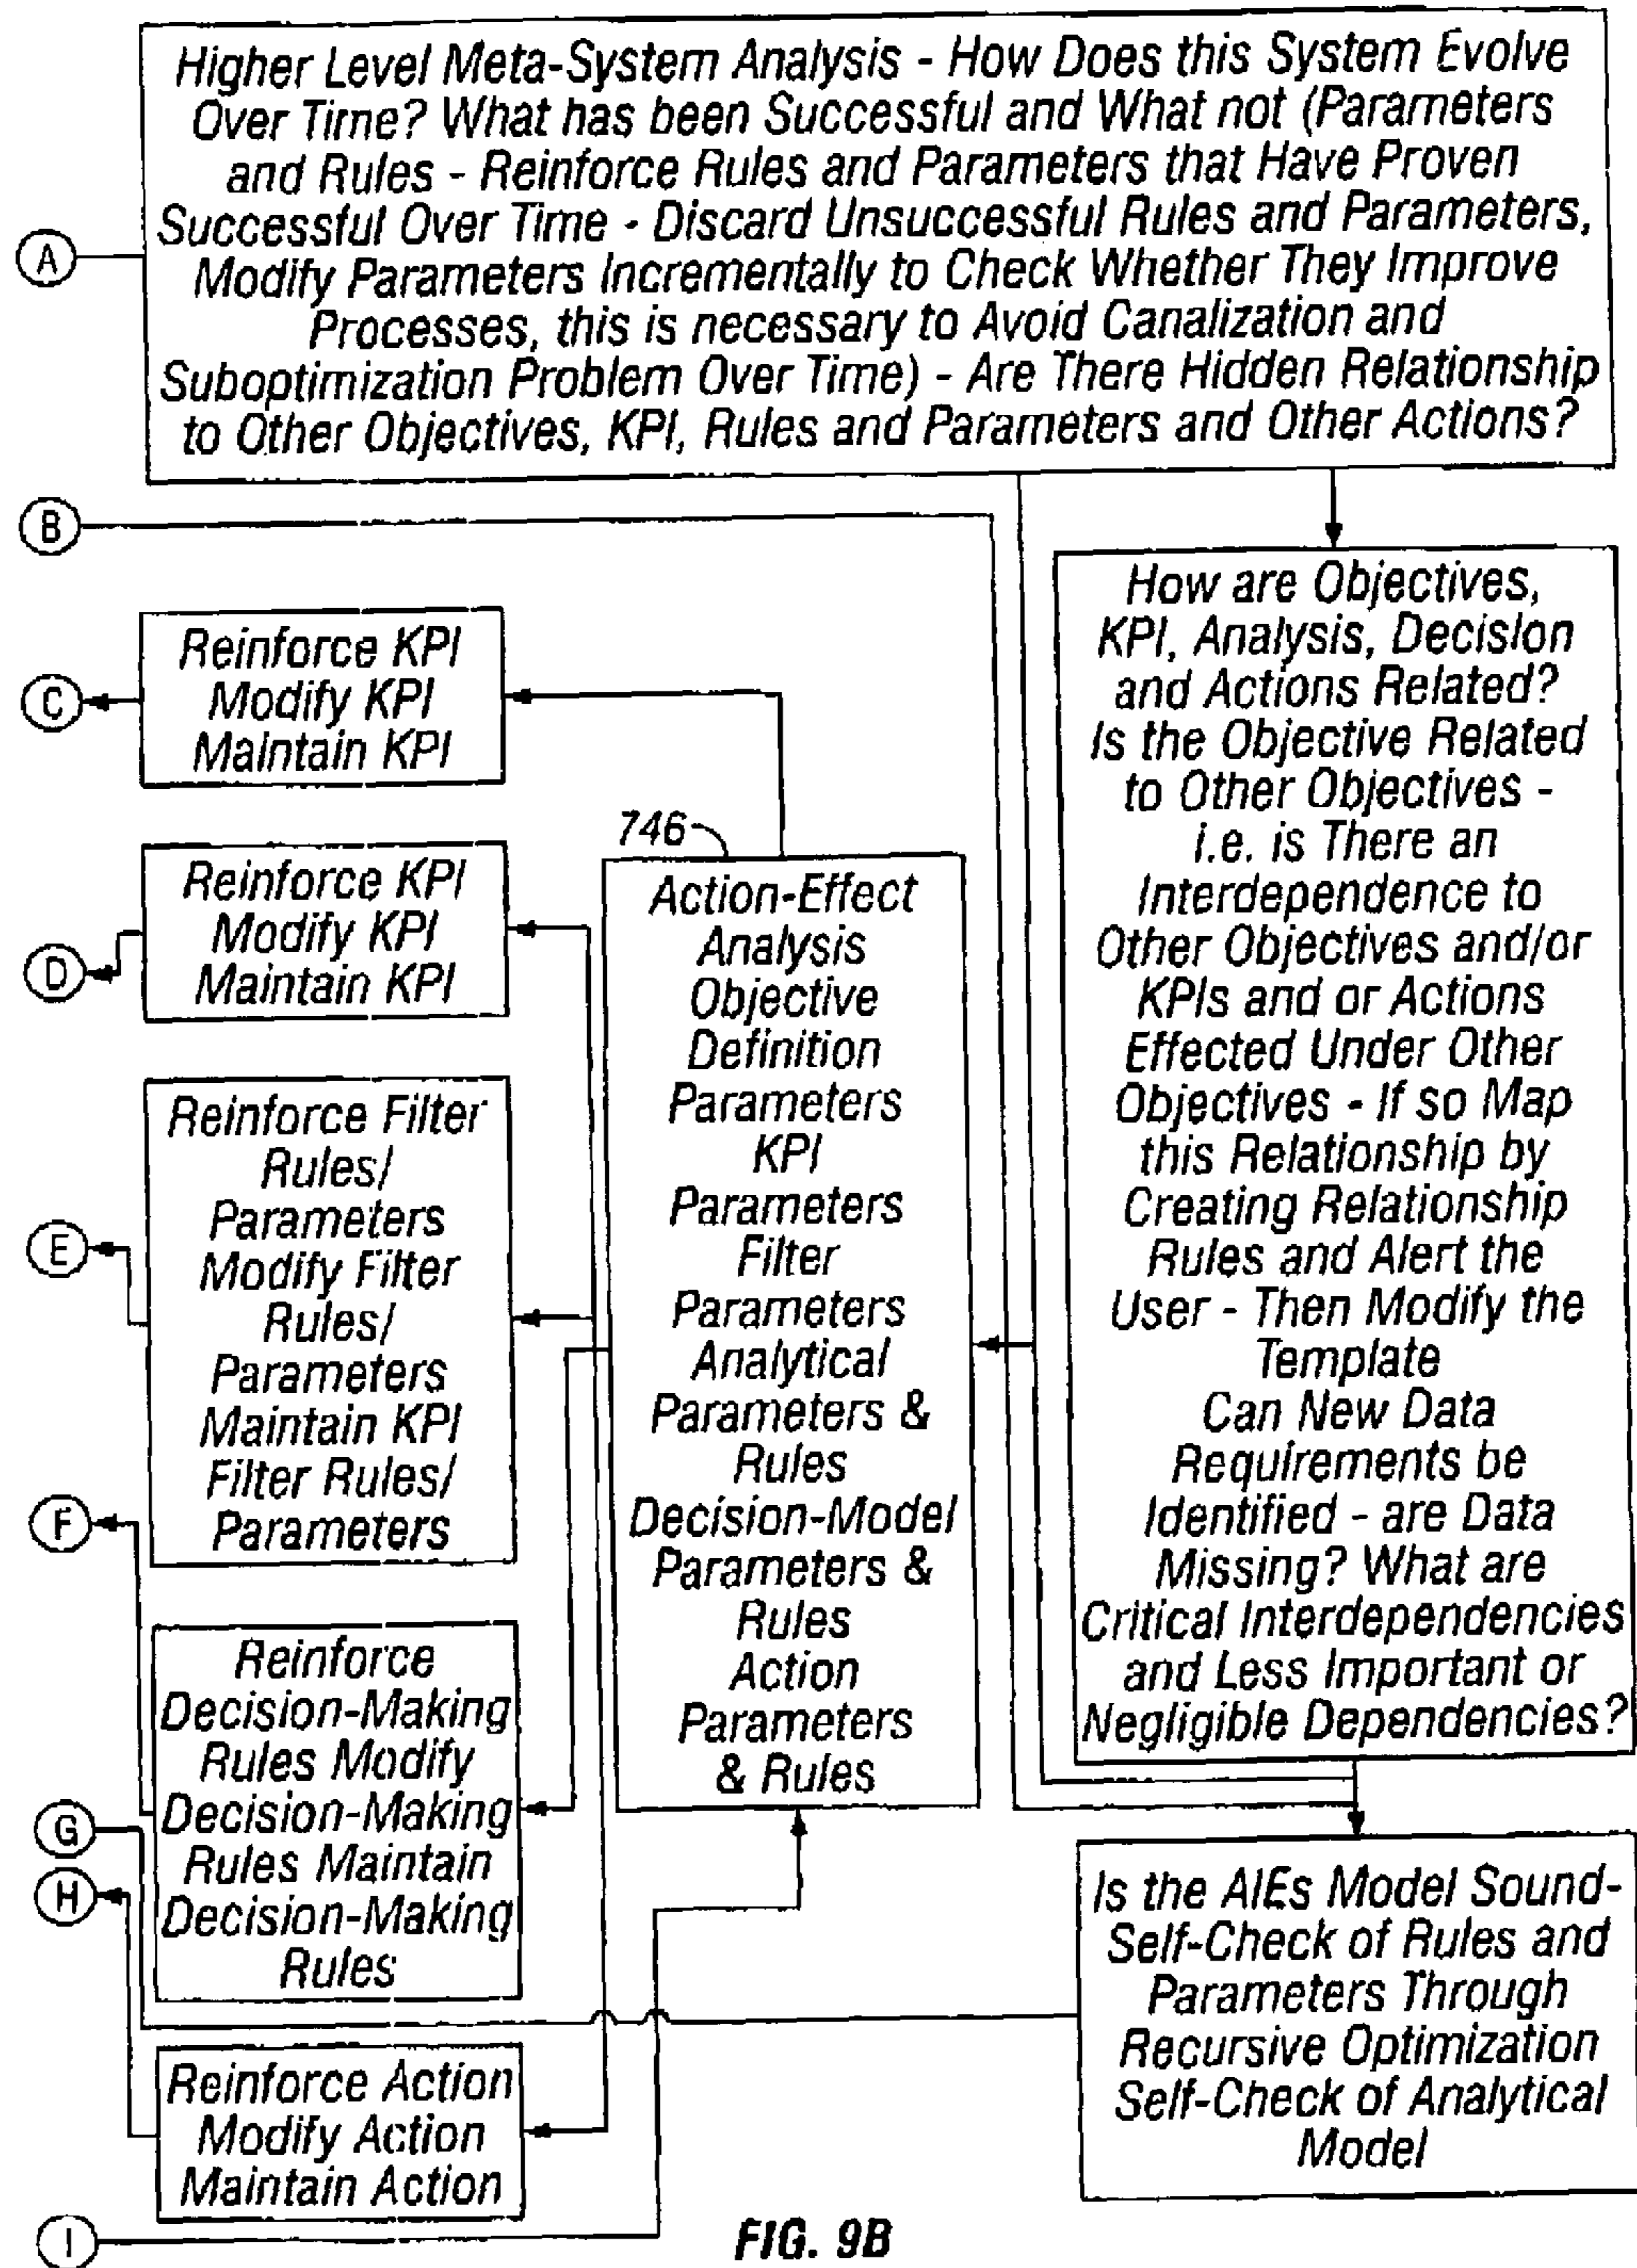 Higher Level Meta-System Analysis - How Does this System Evolve
Over Time? What has been Successful and What not (Parameters
and Rules - Reinforce Rules and Parameters that Have Proven
Successful Over Time - Discard Unsuccessful Rules and Parameters,
Modify Parameters Incrementally to Check Whether They Improve
Processes, this is necessary to Avoid Canalization and
Suboptimization Problem Over Time) - Are There Hidden Relationship
to Other Objectives, KPI, Rules and Parameters and Other Actions?
A
B
How are Objectives,
KPI, Analysis, Decision
and Actions Related?
Is the Objective Related
to Other Objectives -
i.e. is There an
Interdependence to
Other Objectives and/or
KPIs and or Actions
Effected Under Other
Objectives - If so Map
this Relationship by
Creating Relationship
Rules and Alert the
User - Then Modify the
Template
Can New Data
Requirements be
Identified - are Data
Missing? What are
Critical Interdependencies
and Less Important or
Negligible Dependencies?
C
Reinforce KPI
Modify KPI
Maintain KPI
746
D
Reinforce KPI
Modify KPI
Maintain KPI
Action-Effect
Analysis
Objective
Definition
Parameters
KPI
Parameters
Filter
Parameters
Analytical
Parameters &
Rules
Decision-Model
Parameters &
Rules
Action
Parameters
& Rules
E
Reinforce Filter
Rules/
Parameters
Modify Filter
Rules/
Parameters
Maintain KPI
Filter Rules/
Parameters
F
Reinforce
Decision-Making
Rules Modify
Decision-Making
Rules Maintain
Decision-Making
Rules
G
H
Is the AIEs Model Sound-
Self-Check of Rules and
Parameters Through
Recursive Optimization
Self-Check of Analytical
Model
Reinforce Action
Modify Action
Maintain Action
I
FIG. 9B